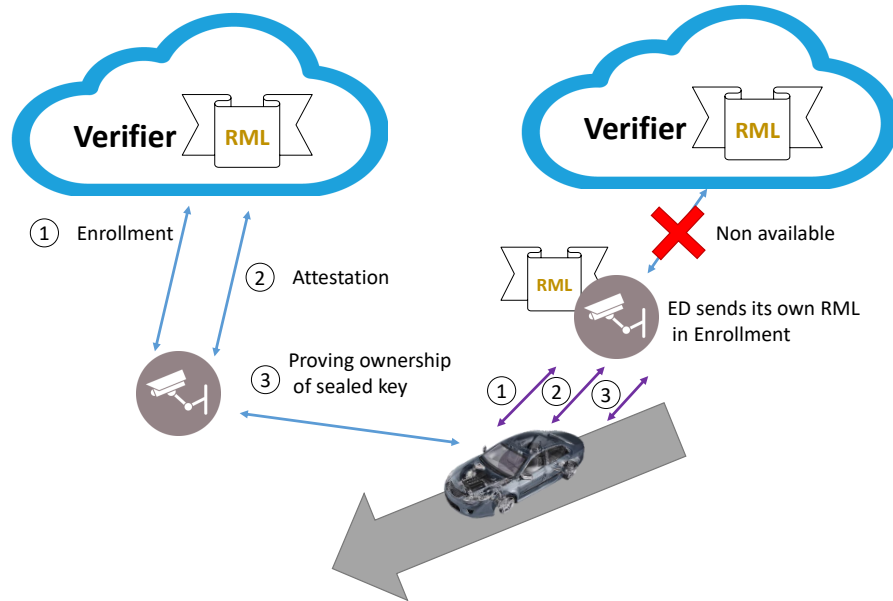 Verifier
RML
Verifier
RML
1
Enrollment
Non available
2
Attestation
RML
ED sends its own RML
in Enrollment
3
Proving ownership
of sealed key
1
2
3